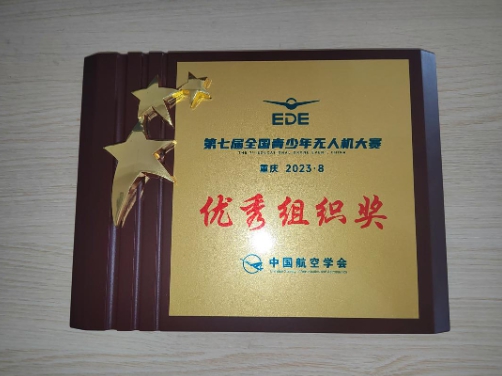 EDE
第七届全国青少年无人机大赛
重庆 2023·8
优秀组织奖
中国航空学会